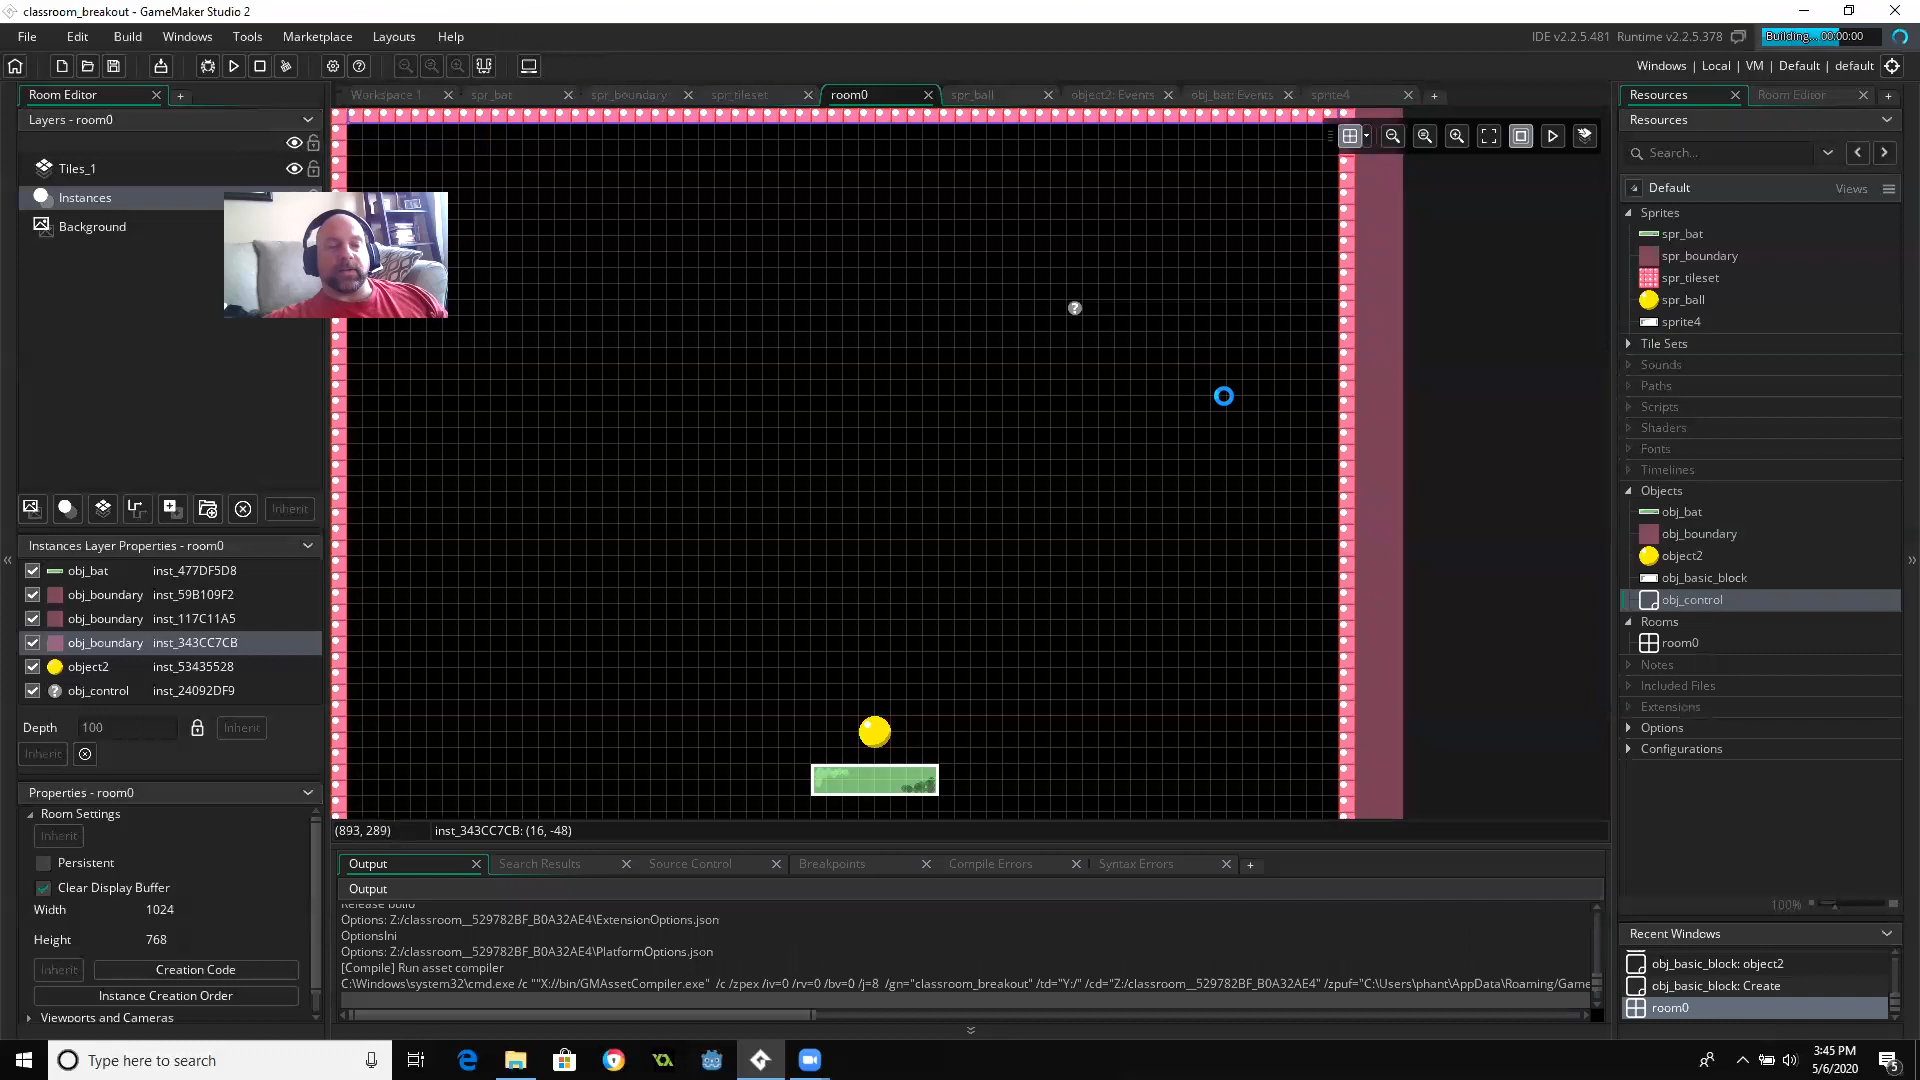 classroom_breakout - GameMaker Studio 2
File Edit Build Windows Tools Marketplace Layouts Help
IDE v2.2.5.481 Runtime v2.2.5.378
Building... 00:00:00
Windows | Local | VM | Default | default
Room Editor
Workspace 1 spr_bat spr_boundary spr_tileset room0 spr_ball object2: Events obj_bat: Events sprite4
Resources Room Editor
Layers - room0
Resources
Tiles_1
Search...
Instances
Default Views
Background
Sprites
spr_bat
spr_boundary
spr_tileset
spr_ball
sprite4
Tile Sets
Sounds
Paths
Scripts
Shaders
Fonts
Timelines
Objects
obj_bat
obj_boundary
object2
obj_basic_block
obj_control
Rooms
room0
Notes
Included Files
Extensions
Options
Configurations
100%
Inherit
Instances Layer Properties - room0
obj_bat inst_477DF5D8
obj_boundary inst_59B109F2
obj_boundary inst_117C11A5
obj_boundary inst_343CC7CB
object2 inst_53435528
obj_control inst_24092DF9
Depth 100 Inherit
Inherit
Properties - room0
Room Settings
Inherit
Persistent
Clear Display Buffer
Width 1024
Height 768
Inherit Creation Code
Instance Creation Order
Viewports and Cameras
?
(893, 289) inst_343CC7CB: (16, -48)
Output Search Results Source Control Breakpoints Compile Errors Syntax Errors
Output
Release build
Options: Z:/classroom__529782BF_B0A32AE4\ExtensionOptions.json
OptionsIni
Options: Z:/classroom__529782BF_B0A32AE4\PlatformOptions.json
[Compile] Run asset compiler
C:\Windows\system32\cmd.exe /c ""X://bin/GMAssetCompiler.exe" /c /zpex /iv=0 /rv=0 /bv=0 /j=8 /gn="classroom_breakout" /td="Y:/" /cd="Z:/classroom__529782BF_B0A32AE4" /zpuf="C:\Users\phant\AppData\Roaming/Game
Recent Windows
obj_basic_block: object2
obj_basic_block: Create
room0
Type here to search
3:45 PM
5/6/2020
5